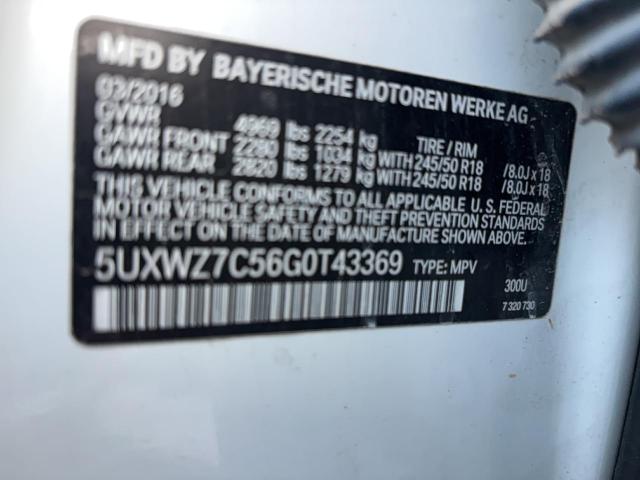 MFD BY BAYERISCHE MOTOREN WERKE AG
03/2016
GVWR 4969 lbs 2254 kg TIRE / RIM
GAWR FRONT 2280 lbs 1034 kg WITH 245/50 R18 /8.0J x 18
GAWR REAR 2820 lbs 1279 kg WITH 245/50 R18 /8.0J x 18
THIS VEHICLE CONFORMS TO ALL APPLICABLE U. S. FEDERAL
MOTOR VEHICLE SAFETY AND THEFT PREVENTION STANDARDS
IN EFFECT ON THE DATE OF MANUFACTURE SHOWN ABOVE.
5UXWZ7C56G0T43369 TYPE: MPV
300U
7 320 730